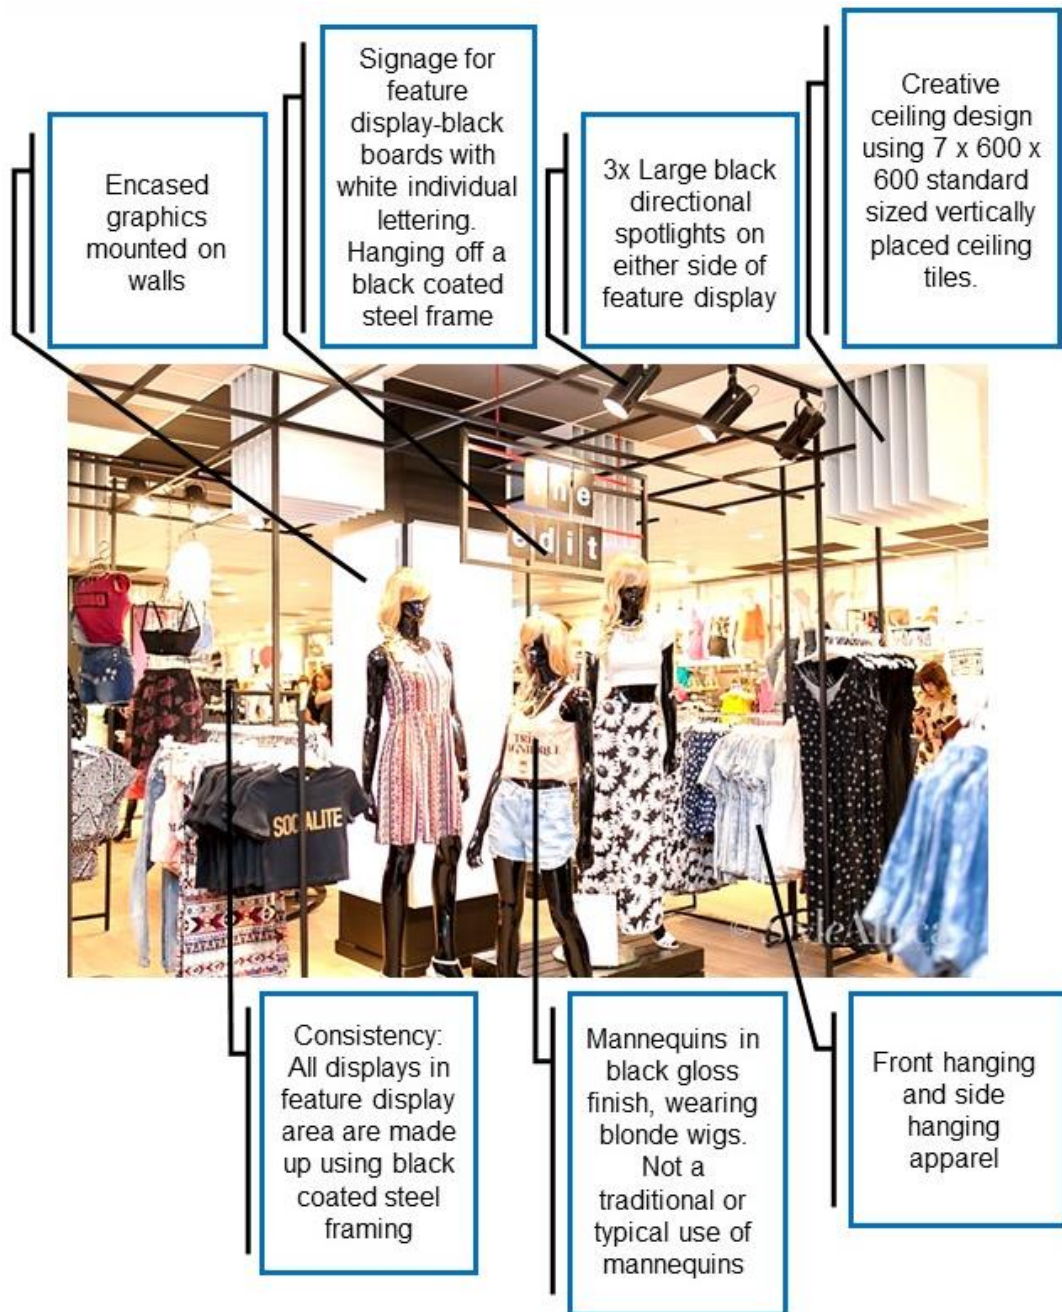 Encased
graphics
mounted on
walls
Signage for
feature
display-black
boards with
white individual
lettering.
Hanging off a
black coated
steel frame
3x Large black
directional
spotlights on
either side of
feature display
Creative
ceiling design
using 7 x 600 x
600 standard
sized vertically
placed ceiling
tiles.
the
edit
SOCIALITE
Consistency:
All displays in
feature display
area are made
up using black
coated steel
framing
Mannequins in
black gloss
finish, wearing
blonde wigs.
Not a
traditional or
typical use of
mannequins
Front hanging
and side
hanging
apparel